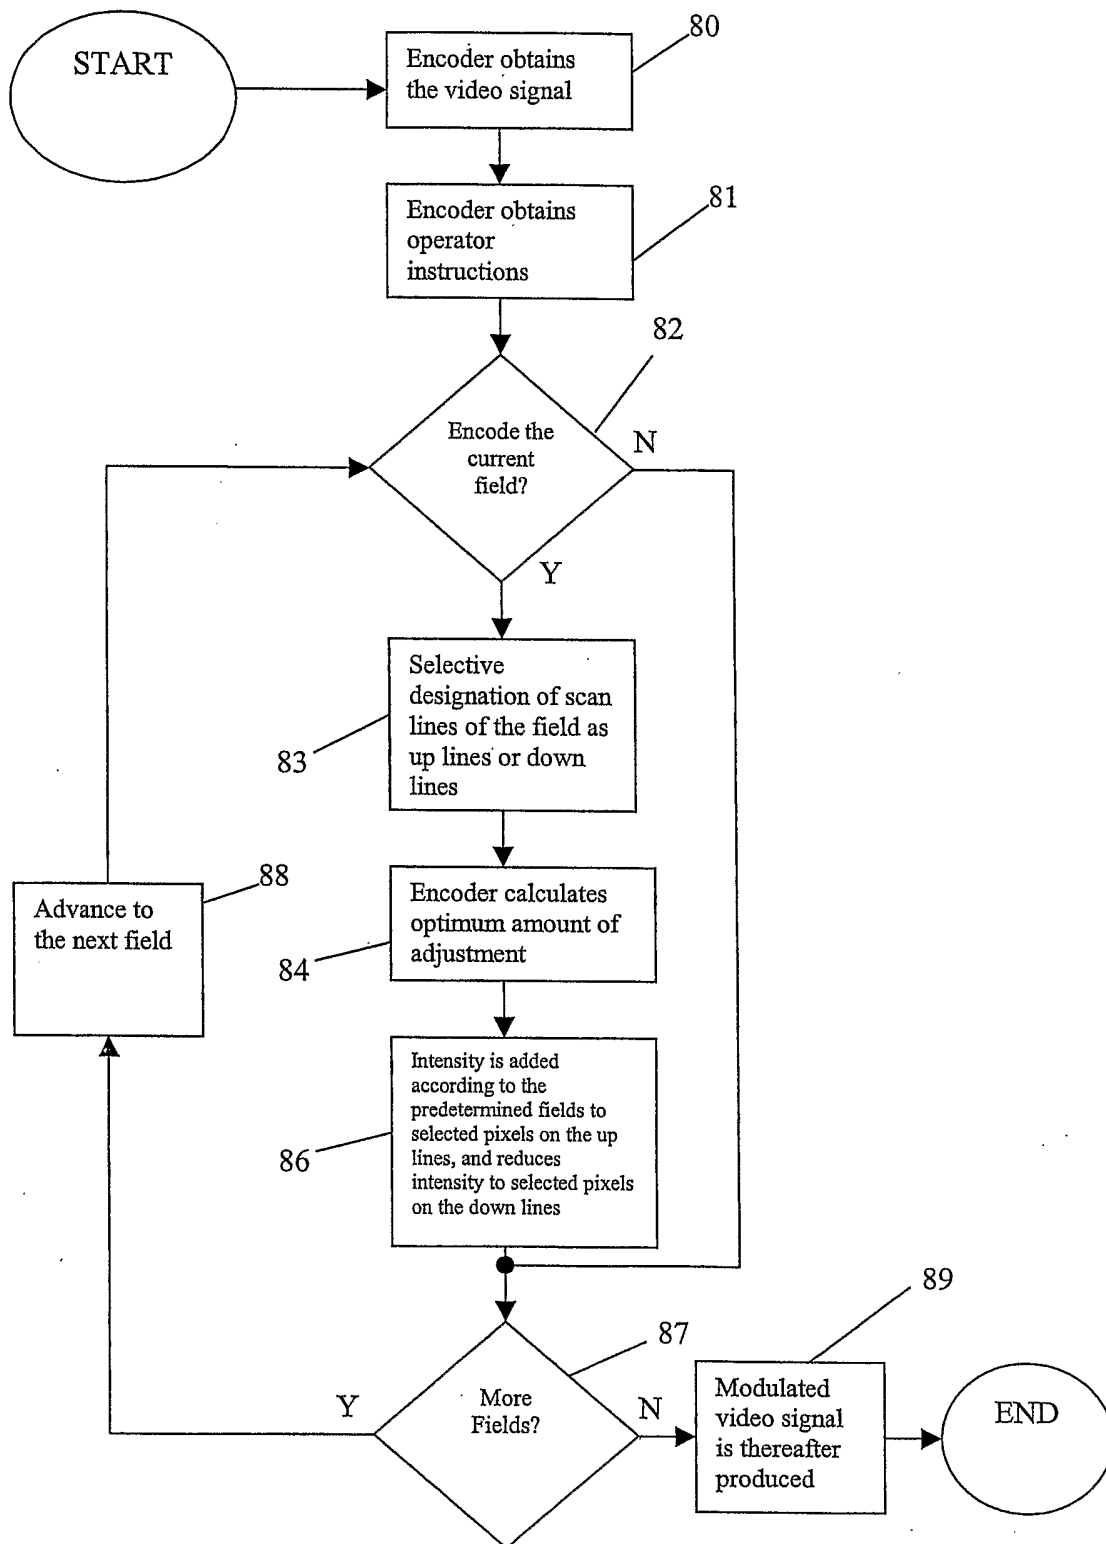 START
80
Encoder obtains
the video signal
81
Encoder obtains
operator
instructions
82
Encode the
current
field?
N
Y
Selective
designation of scan
lines of the field as
up lines or down
lines
83
88
Advance to
the next field
Encoder calculates
optimum amount of
adjustment
84
Intensity is added
according to the
predetermined fields to
selected pixels on the up
lines, and reduces
intensity to selected pixels
on the down lines
86
87
More
Fields?
Y
N
89
Modulated
video signal
is thereafter
produced
END